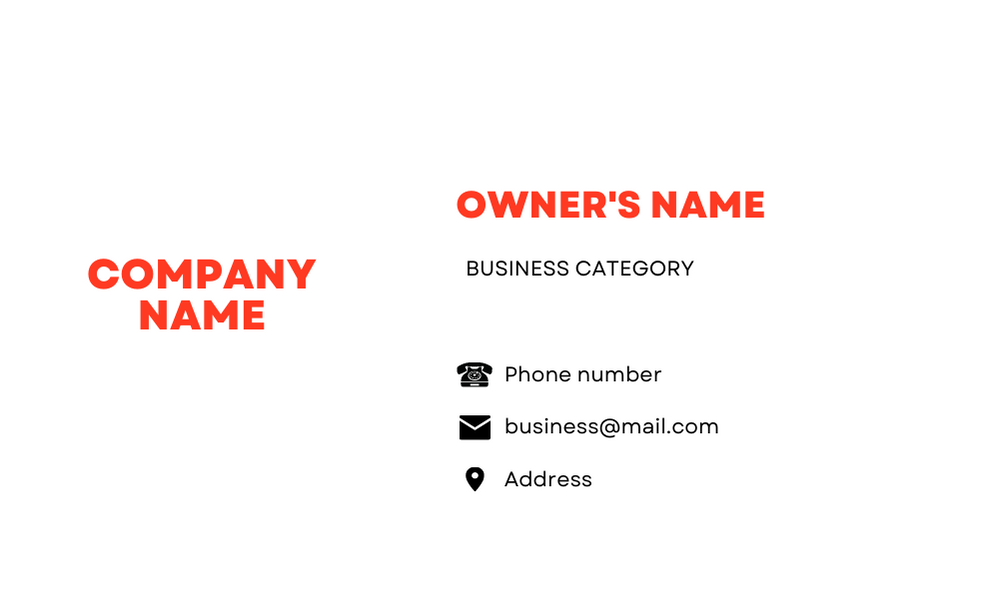 COMPANY
NAME
OWNER'S NAME
BUSINESS CATEGORY
Phone number
business@mail.com
Address